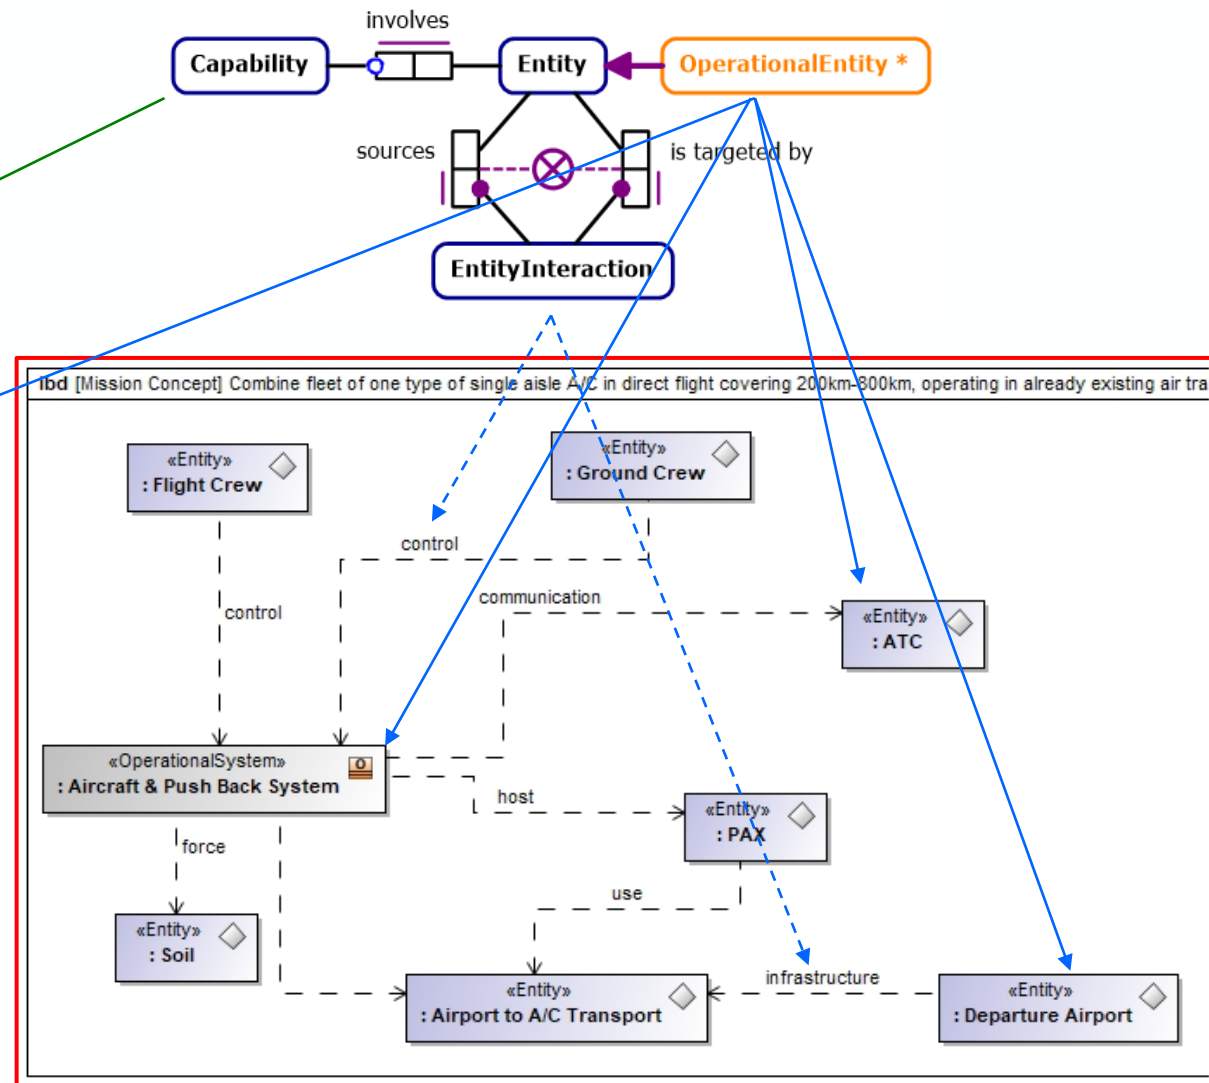 involves
Capability
Entity
OperationalEntity *
sources
is targeted by
EntityInteraction
ibd [Mission Concept] Combine fleet of one type of single aisle A/C in direct flight covering 200km-800km, operating in already existing air tra
«Entity»
: Flight Crew
«Entity»
: Ground Crew
control
communication
control
«Entity»
: ATC
«OperationalSystem»
O
: Aircraft & Push Back System
host
«Entity»
: PAX
force
use
«Entity»
: Soil
infrastructure
«Entity»
: Airport to A/C Transport
«Entity»
: Departure Airport